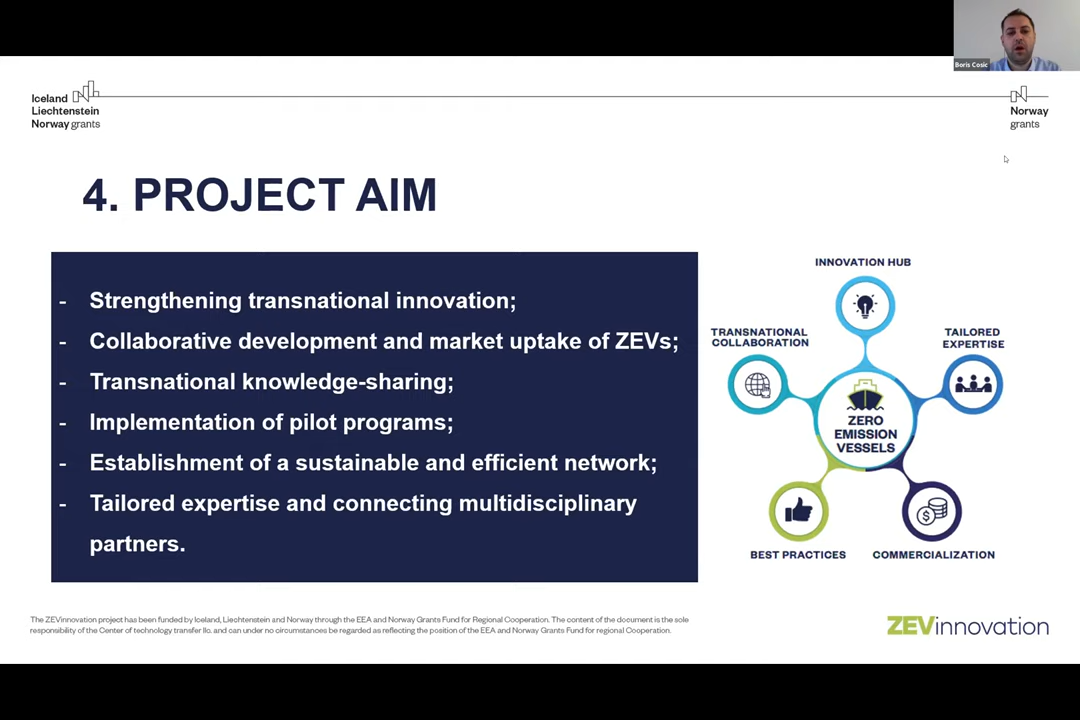 Boris Cosic
Iceland
Liechtenstein
Norway grants
Norway
grants
4. PROJECT AIM
- Strengthening transnational innovation;
- Collaborative development and market uptake of ZEVs;
- Transnational knowledge-sharing;
- Implementation of pilot programs;
- Establishment of a sustainable and efficient network;
- Tailored expertise and connecting multidisciplinary
partners.
INNOVATION HUB
TRANSNATIONAL
COLLABORATION
TAILORED
EXPERTISE
ZERO
EMISSION
VESSELS
BEST PRACTICES
COMMERCIALIZATION
The ZEVinnovation project has been funded by Iceland, Liechtenstein and Norway through the EEA and Norway Grants Fund for Regional Cooperation. The content of the document is the sole
responsibility of the Center of technology transfer llc. and can under no circumstances be regarded as reflecting the position of the EEA and Norway Grants Fund for regional Cooperation.
ZEVinnovation